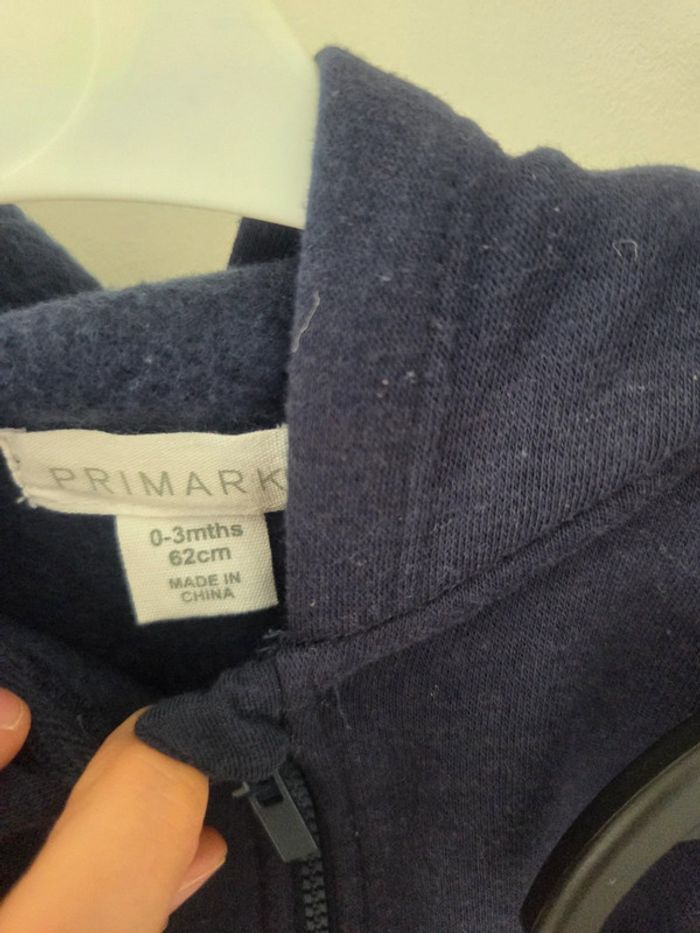 PRIMARK
0-3mths
62cm
MADE IN
CHINA